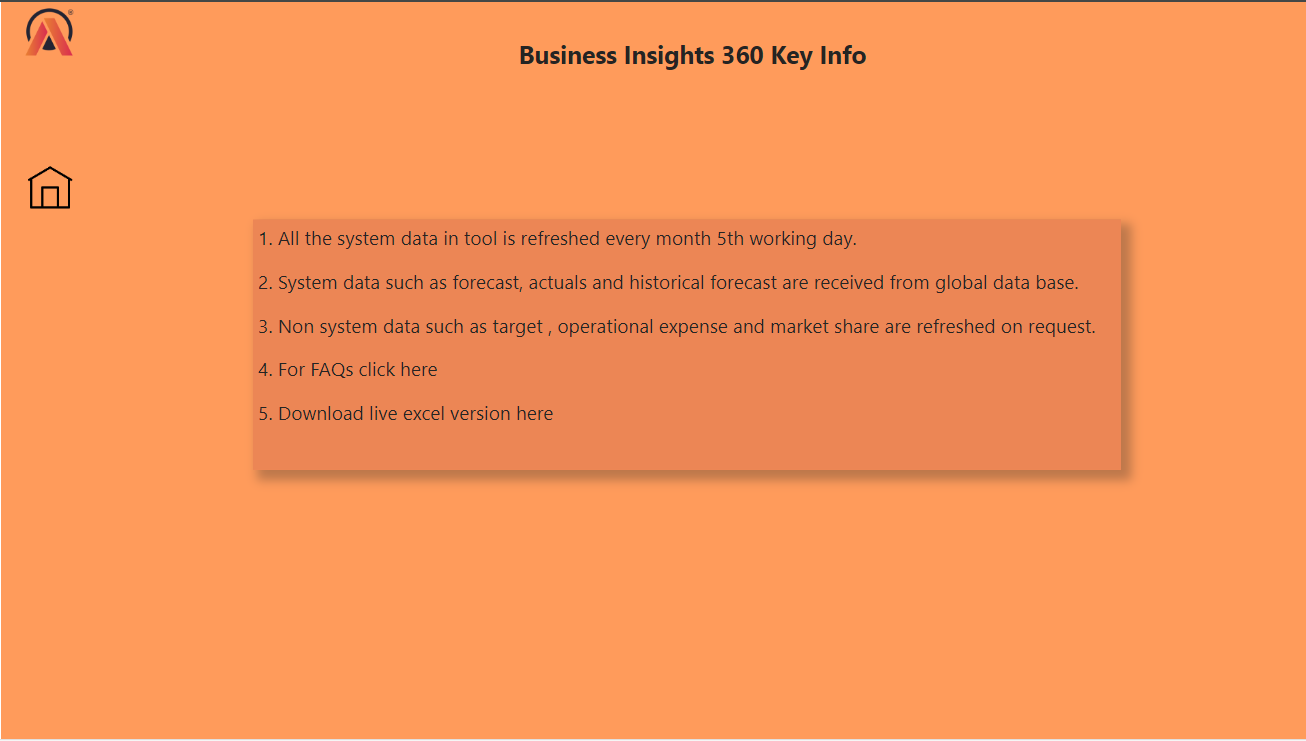 ®
Business Insights 360 Key Info
1. All the system data in tool is refreshed every month 5th working day.
2. System data such as forecast, actuals and historical forecast are received from global data base.
3. Non system data such as target , operational expense and market share are refreshed on request.
4. For FAQs click here
5. Download live excel version here